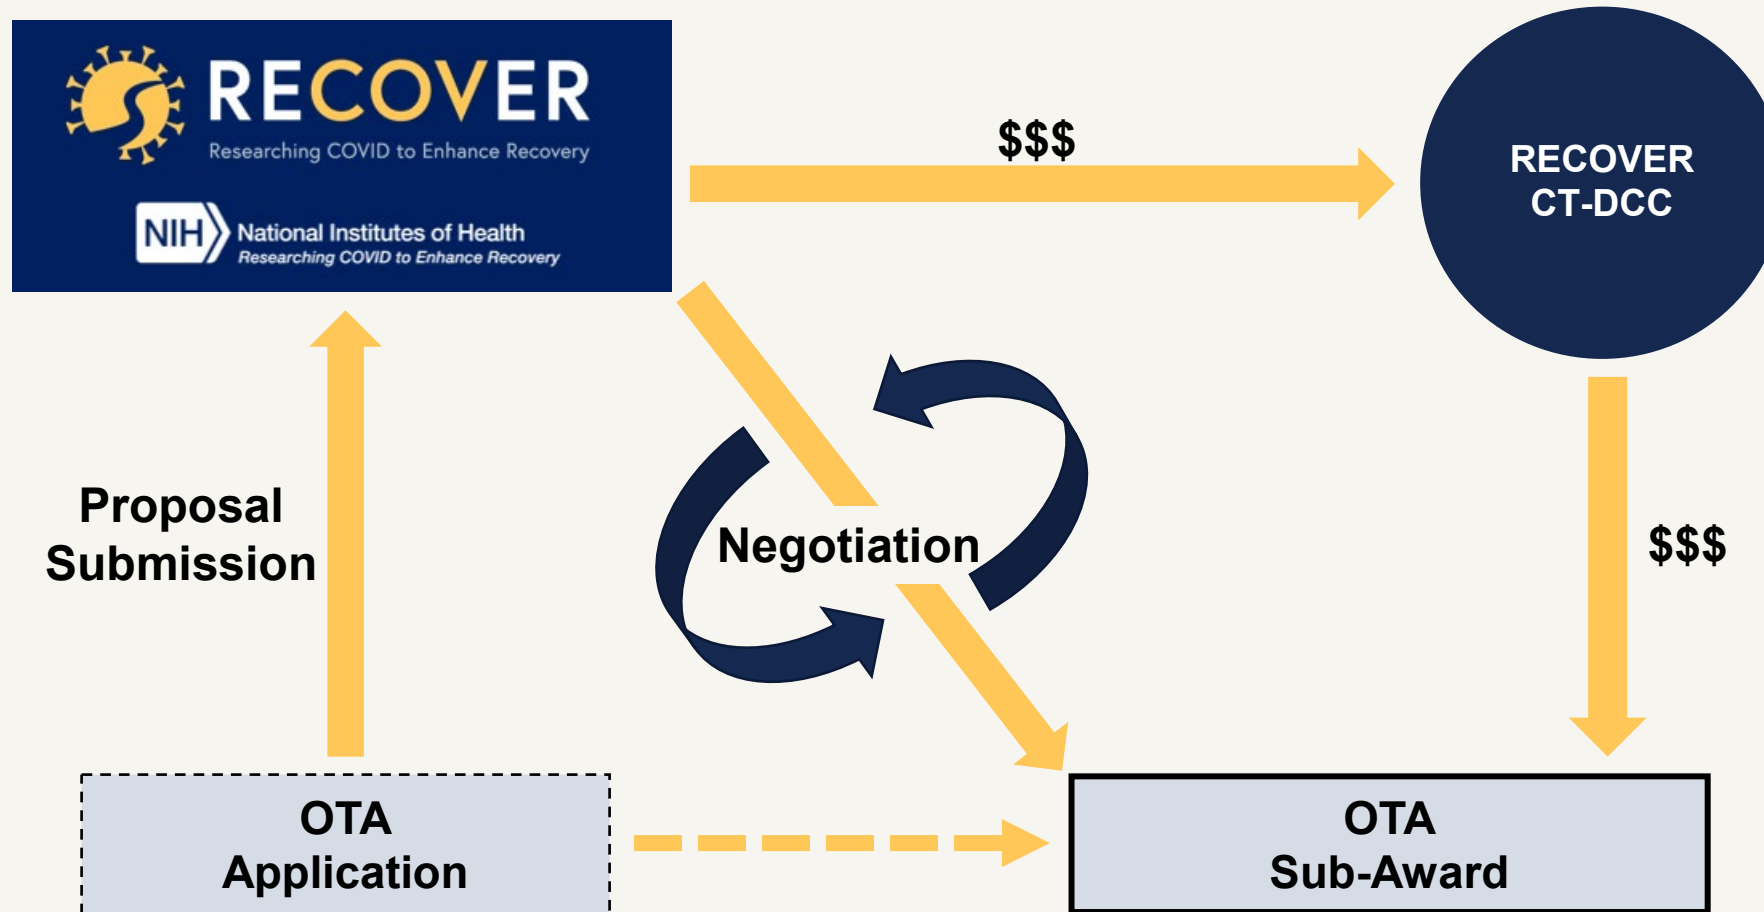 RECOVER
Researching COVID to Enhance Recovery
NIH
National Institutes of Health
Researching COVID to Enhance Recovery
$$$
RECOVER
CT-DCC
Proposal
Submission
Negotiation
$$$
OTA
Application
OTA
Sub-Award